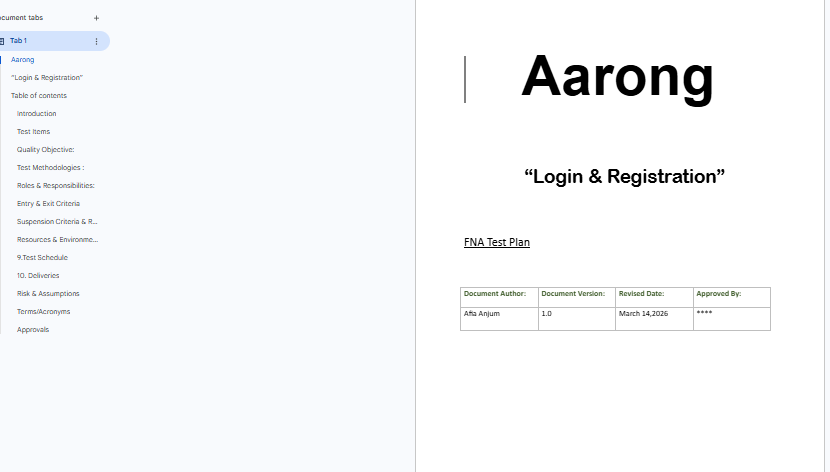 ocument tabs +
Tab 1
Aarong
"Login & Registration"
Table of contents
Introduction
Test Items
Quality Objective:
Test Methodologies :
Roles & Responsibilities:
Entry & Exit Criteria
Suspension Criteria & R...
Resources & Environme...
9.Test Schedule
10. Deliveries
Risk & Assumptions
Terms/Acronyms
Approvals
Aarong
“Login & Registration”
FNA Test Plan
Document Author: Document Version: Revised Date: Approved By:
Afia Anjum 1.0 March 14,2026 ****